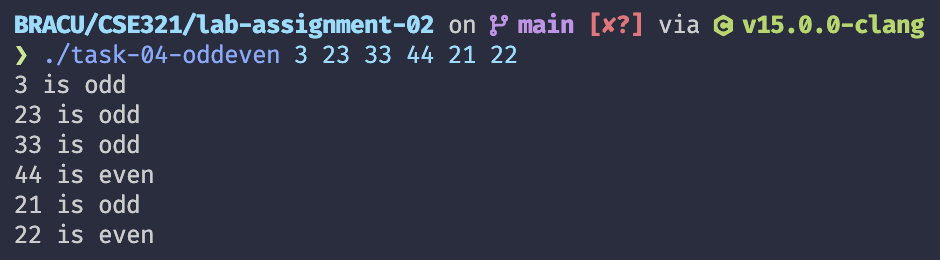 BRACU/CSE321/lab-assignment-02 on main [✘?] via v15.0.0-clang
❯ ./task-04-oddeven 3 23 33 44 21 22
3 is odd
23 is odd
33 is odd
44 is even
21 is odd
22 is even